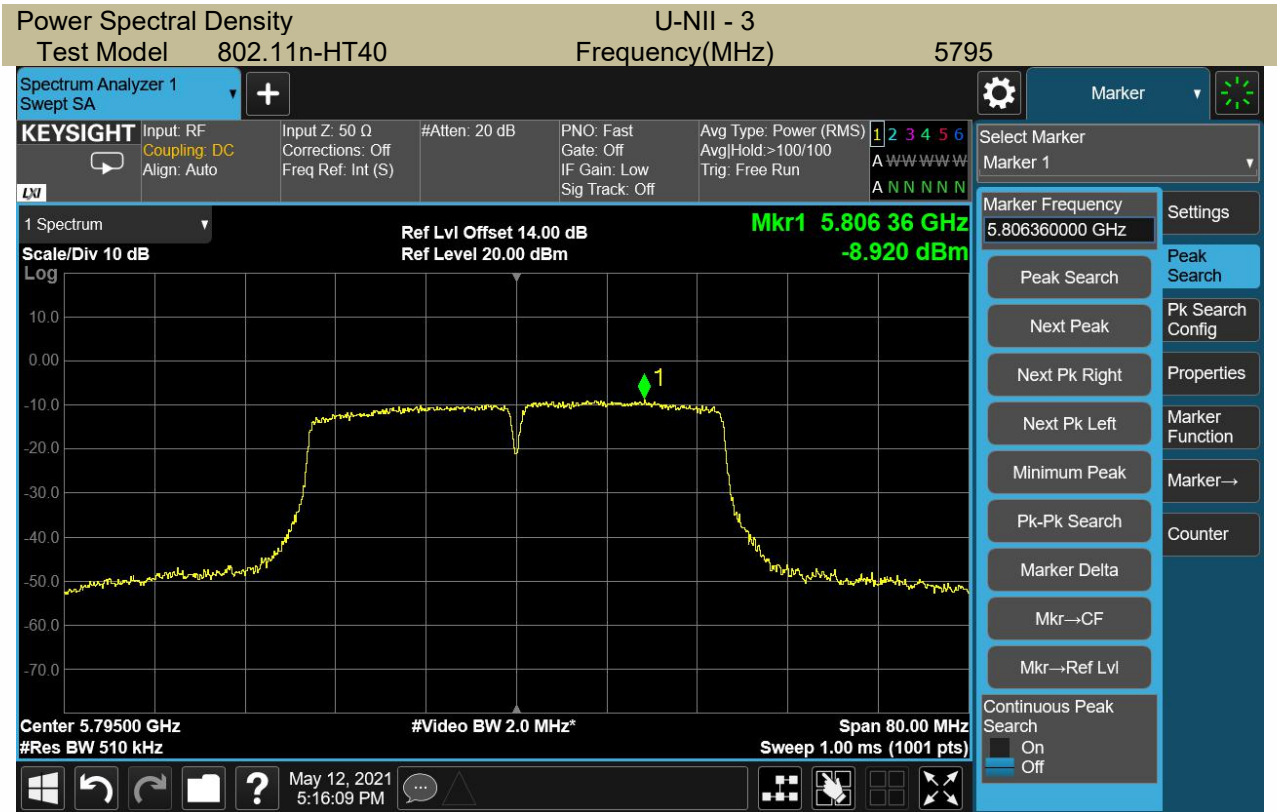 Power Spectral Density U-NII - 3
Test Model 802.11n-HT40 Frequency(MHz) 5795
Spectrum Analyzer 1
Swept SA
+
Marker
KEYSIGHT
LXI
Input: RF
Coupling: DC
Align: Auto
Input Z: 50 Ω
Corrections: Off
Freq Ref: Int (S)
#Atten: 20 dB
PNO: Fast
Gate: Off
IF Gain: Low
Sig Track: Off
Avg Type: Power (RMS)
Avg|Hold:>100/100
Trig: Free Run
1 2 3 4 5 6
A W W W W W
A N N N N N
Select Marker
Marker 1
1 Spectrum
Scale/Div 10 dB
Ref Lvl Offset 14.00 dB
Ref Level 20.00 dBm
Mkr1 5.806 36 GHz
-8.920 dBm
Log
10.0
0.00
-10.0
-20.0
-30.0
-40.0
-50.0
-60.0
-70.0
1
Center 5.79500 GHz
#Res BW 510 kHz
#Video BW 2.0 MHz*
Span 80.00 MHz
Sweep 1.00 ms (1001 pts)
Marker Frequency
5.806360000 GHz
Peak Search
Next Peak
Next Pk Right
Next Pk Left
Minimum Peak
Pk-Pk Search
Marker Delta
Mkr→CF
Mkr→Ref Lvl
Continuous Peak
Search
On
Off
Settings
Peak
Search
Pk Search
Config
Properties
Marker
Function
Marker→
Counter
?
May 12, 2021
5:16:09 PM